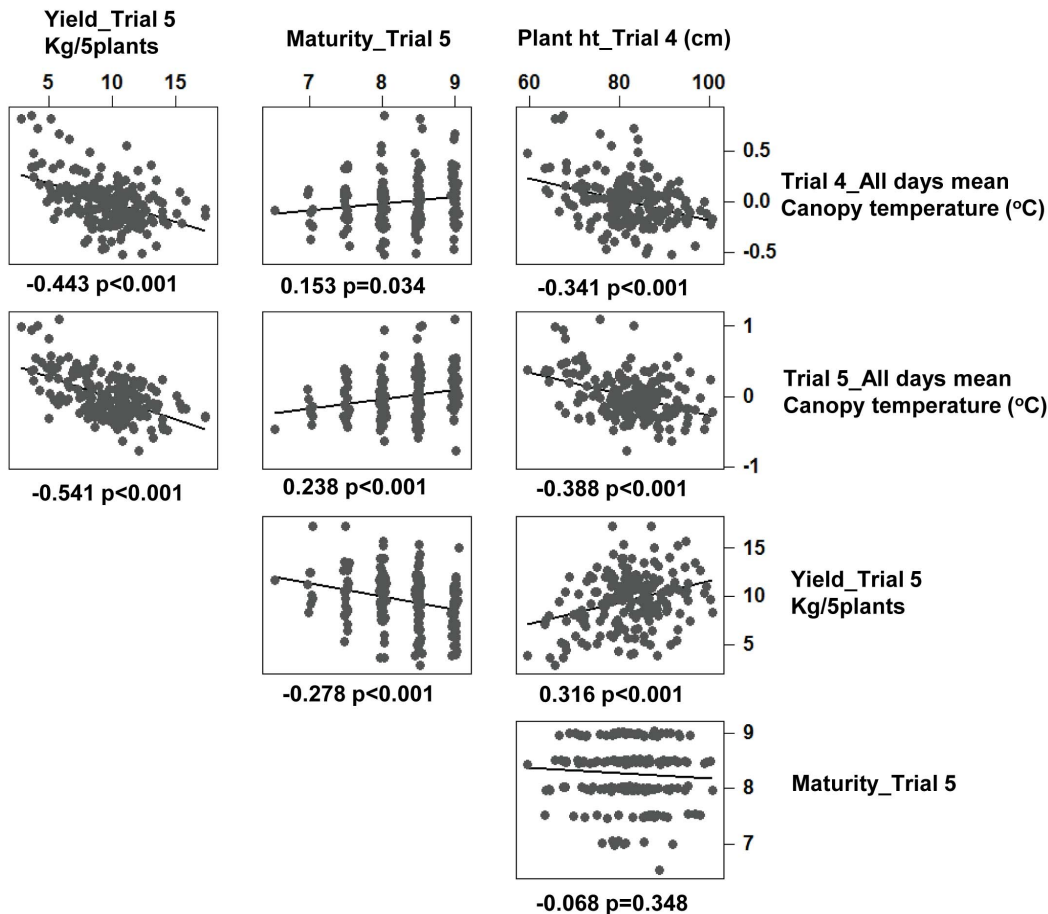 Yield_Trial 5
Kg/5plants
Maturity_Trial 5
Plant ht_Trial 4 (cm)
5 10 15
7 8 9
60 80 100
0.5
0.0
-0.5
Trial 4_All days mean
Canopy temperature (°C)
-0.443 p<0.001
0.153 p=0.034
-0.341 p<0.001
1
0
-1
Trial 5_All days mean
Canopy temperature (°C)
-0.541 p<0.001
0.238 p<0.001
-0.388 p<0.001
15
10
5
Yield_Trial 5
Kg/5plants
-0.278 p<0.001
0.316 p<0.001
9
8
7
Maturity_Trial 5
-0.068 p=0.348